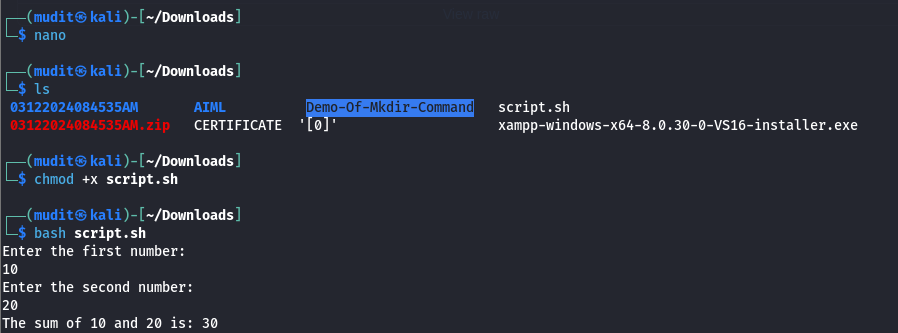 ┌──(mudit㉿kali)-[~/Downloads]
└─$ nano
┌──(mudit㉿kali)-[~/Downloads]
└─$ ls
03122024084535AM AIML Demo-Of-Mkdir-Command script.sh
03122024084535AM.zip CERTIFICATE '[0]' xampp-windows-x64-8.0.30-0-VS16-installer.exe
┌──(mudit㉿kali)-[~/Downloads]
└─$ chmod +x script.sh
┌──(mudit㉿kali)-[~/Downloads]
└─$ bash script.sh
Enter the first number:
10
Enter the second number:
20
The sum of 10 and 20 is: 30